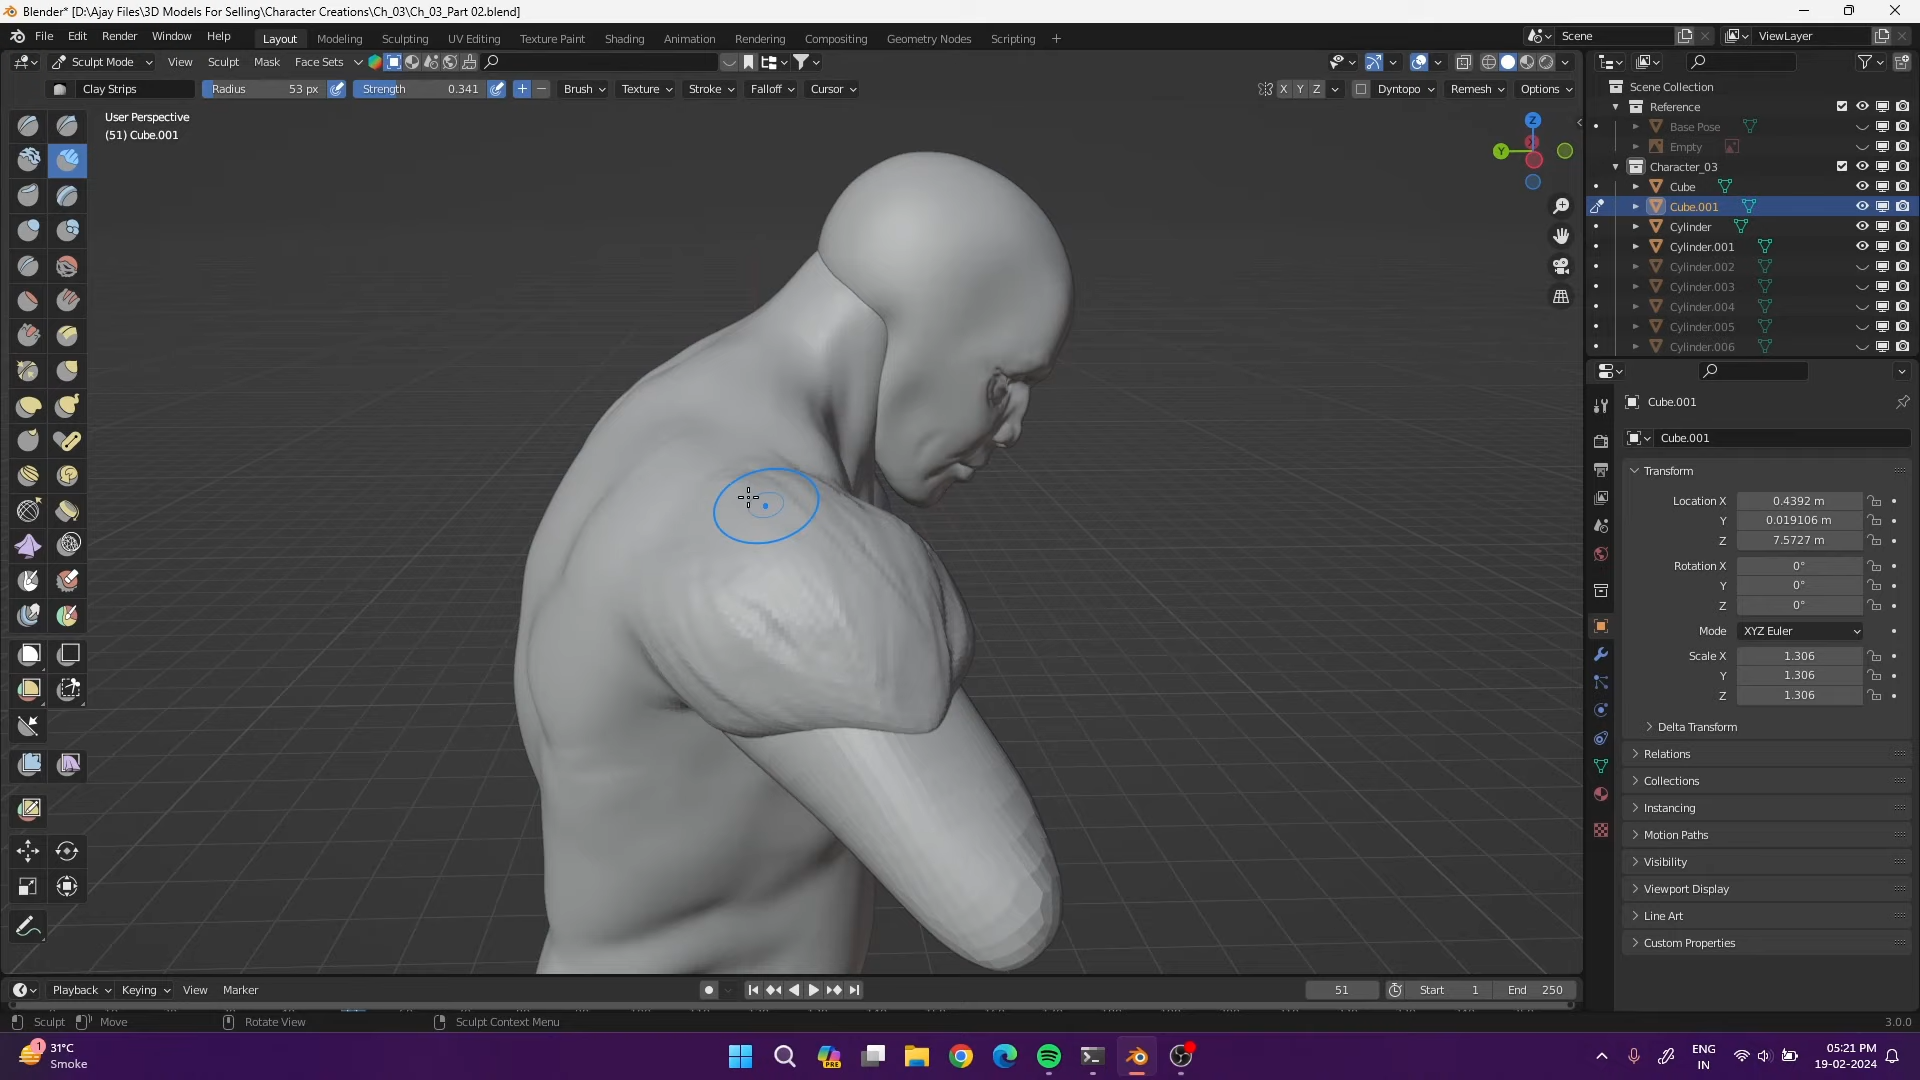 Blender* [D:\Ajay Files\3D Models For Selling\Character Creations\Ch_03\Ch_03_Part 02.blend]
File Edit Render Window Help Layout Modeling Sculpting UV Editing Texture Paint Shading Animation Rendering Compositing Geometry Nodes Scripting + Scene ViewLayer
Sculpt Mode View Sculpt Mask Face Sets
Clay Strips Radius 53 px Strength 0.341 Brush Texture Stroke Falloff Cursor X Y Z Dyntopo Remesh Options
User Perspective
(51) Cube.001
Z
Y
Scene Collection
Reference
Base Pose
Empty
Character_03
Cube
Cube.001
Cylinder
Cylinder.001
Cylinder.002
Cylinder.003
Cylinder.004
Cylinder.005
Cylinder.006
Cube.001
Cube.001
Transform
Location X 0.4392 m
Y 0.019106 m
Z 7.5727 m
Rotation X 0°
Y 0°
Z 0°
Mode XYZ Euler
Scale X 1.306
Y 1.306
Z 1.306
Delta Transform
Relations
Collections
Instancing
Motion Paths
Visibility
Viewport Display
Line Art
Custom Properties
Playback Keying View Marker 51 Start 1 End 250
Sculpt Move Rotate View Sculpt Context Menu 3.0.0
1 31°C
Smoke
PRE
ENG
IN
05:21 PM
19-02-2024